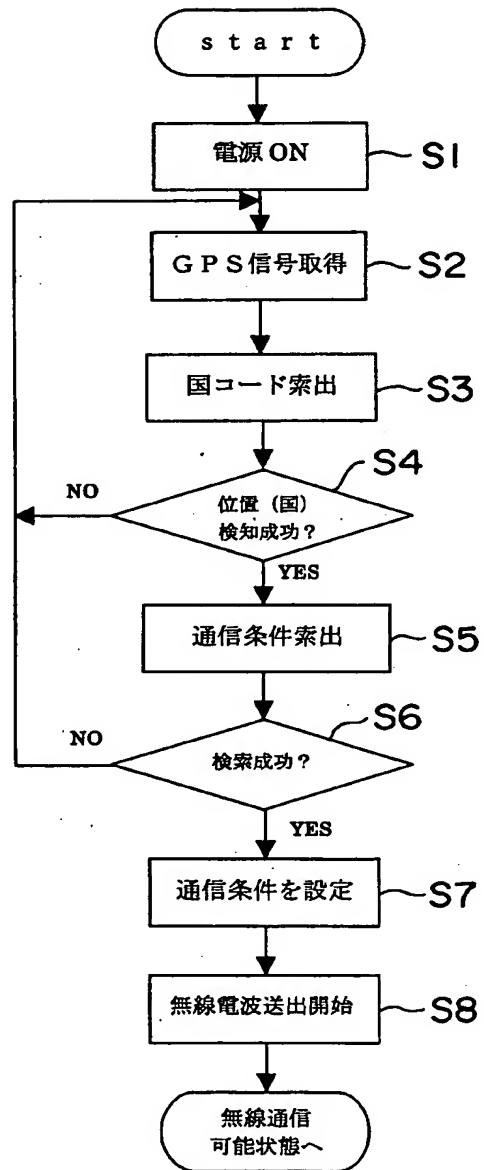 start
電源 ON
S1
GPS信号取得
S2
国コード索出
S3
S4
NO
位置（国）
検知成功？
YES
通信条件索出
S5
S6
NO
検索成功？
YES
通信条件を設定
S7
無線電波送出開始
S8
無線通信
可能状態へ